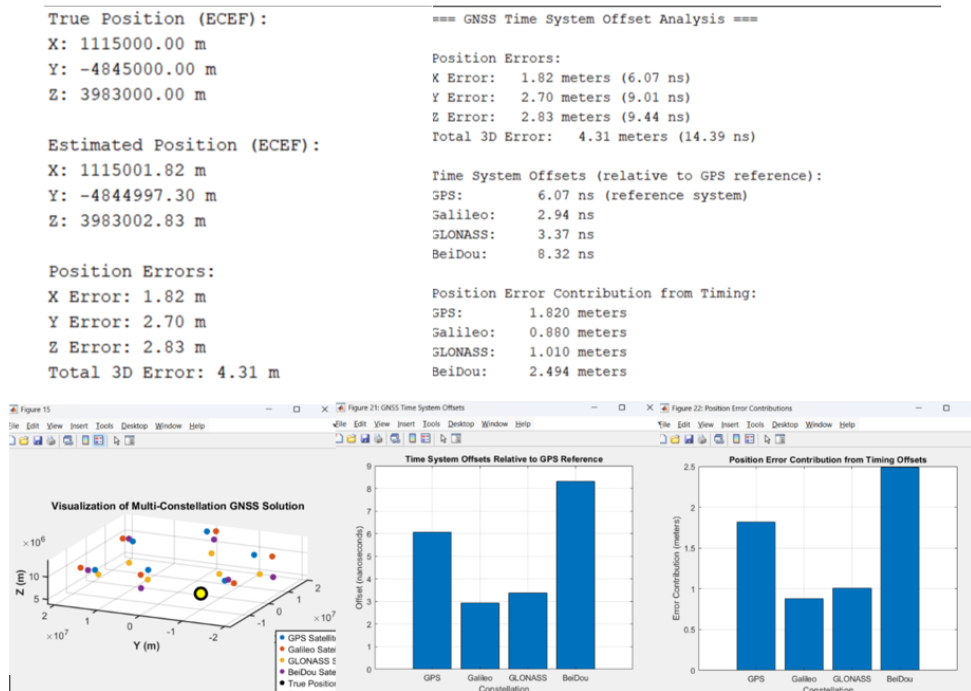 True Position (ECEF):
X: 1115000.00 m
Y: -4845000.00 m
Z: 3983000.00 m
Estimated Position (ECEF):
X: 1115001.82 m
Y: -4844997.30 m
Z: 3983002.83 m
Position Errors:
X Error: 1.82 m
Y Error: 2.70 m
Z Error: 2.83 m
Total 3D Error: 4.31 m
=== GNSS Time System Offset Analysis ===
Position Errors:
X Error: 1.82 meters (6.07 ns)
Y Error: 2.70 meters (9.01 ns)
Z Error: 2.83 meters (9.44 ns)
Total 3D Error: 4.31 meters (14.39 ns)
Time System Offsets (relative to GPS reference):
GPS: 6.07 ns (reference system)
Galileo: 2.94 ns
GLONASS: 3.37 ns
BeiDou: 8.32 ns
Position Error Contribution from Timing:
GPS: 1.820 meters
Galileo: 0.880 meters
GLONASS: 1.010 meters
BeiDou: 2.494 meters
Figure 15
File Edit View Insert Tools Desktop Window Help
Visualization of Multi-Constellation GNSS Solution
×10⁶
Z (m)
10
5
2
1
0
-1
-2
×10⁷
Y (m)
-1
0
1
2
×10⁷
GPS Satellit
Galileo Sate
GLONASS S
BeiDou Sate
True Position
Figure 21: GNSS Time System Offsets
File Edit View Insert Tools Desktop Window Help
Time System Offsets Relative to GPS Reference
Offset (nanoseconds)
9
8
7
6
5
4
3
2
1
0
GPS Galileo GLONASS BeiDou
Constellation
Figure 22: Position Error Contributions
File Edit View Insert Tools Desktop Window Help
Position Error Contribution from Timing Offsets
Error Contribution (meters)
2.5
2
1.5
1
0.5
0
GPS Galileo GLONASS BeiDou
Constellation